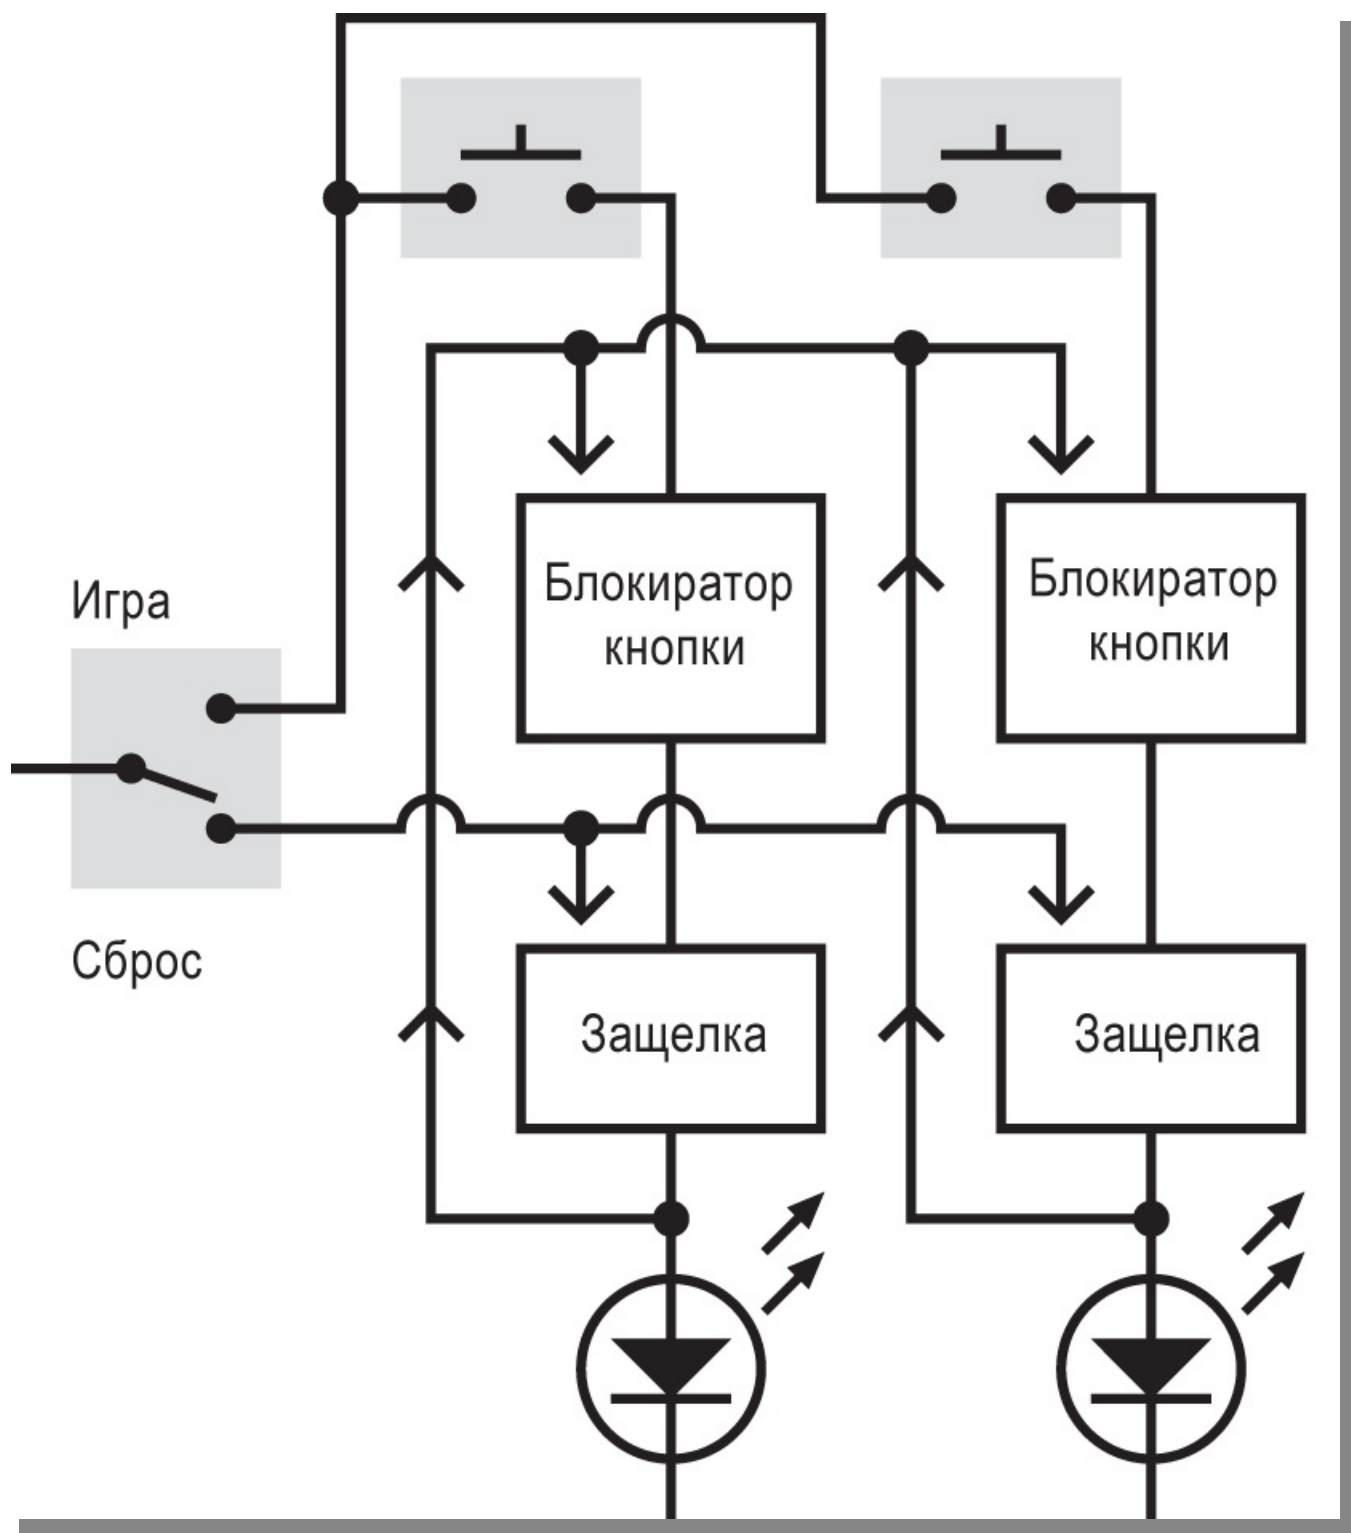 Блокиратор
кнопки
Блокиратор
кнопки
Игра
Сброс
Защелка
Защелка